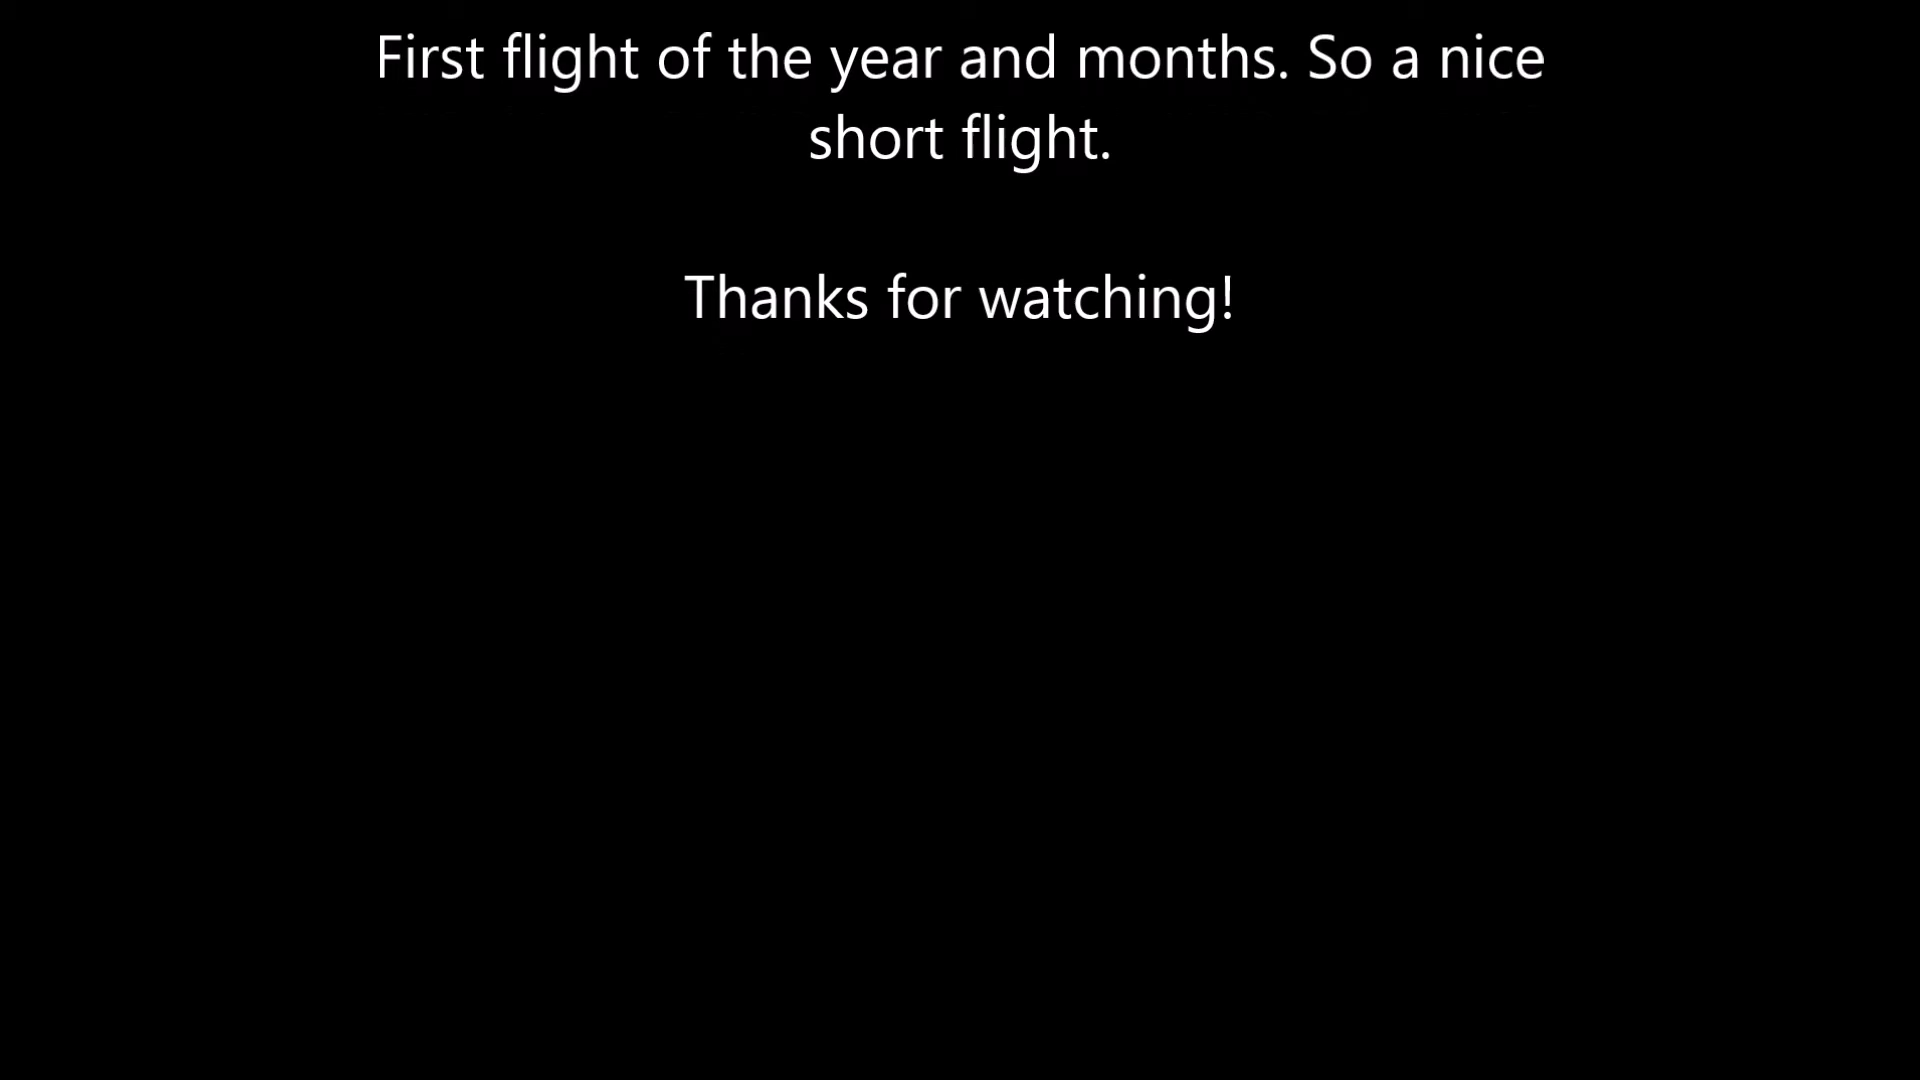 First flight of the year and months. So a nice
short flight.
Thanks for watching!